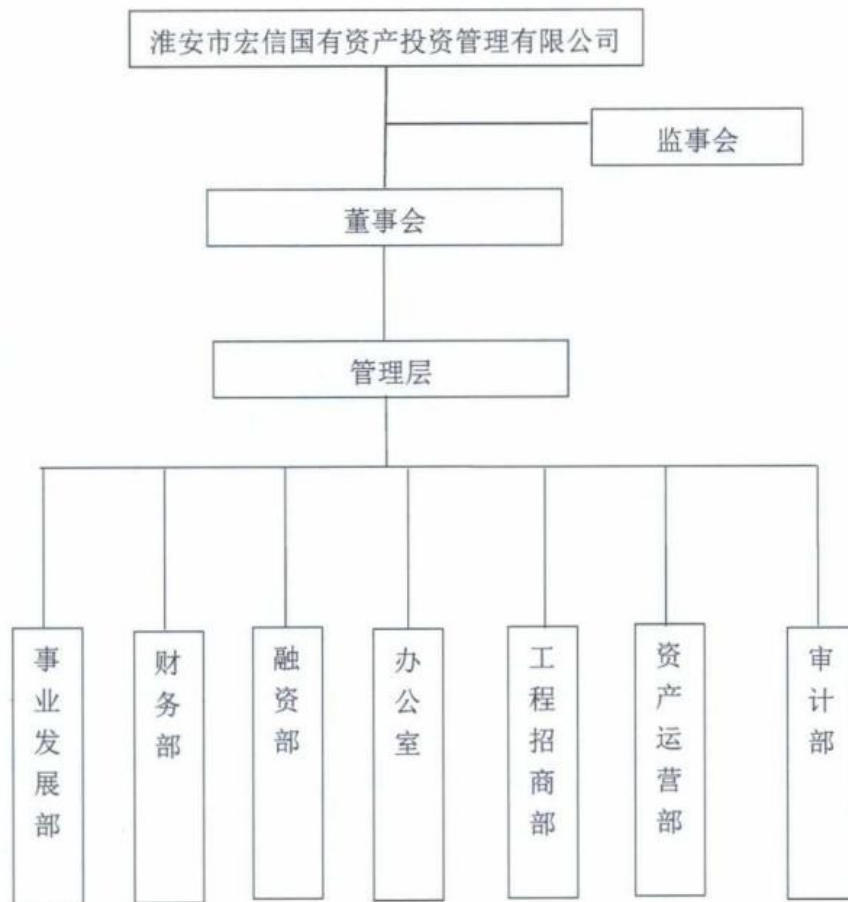 淮安市宏信国有资产投资管理有限公司
监事会
董事会
管理层
事业发展部
财务部
融资部
办公室
工程招商部
资产运营部
审计部